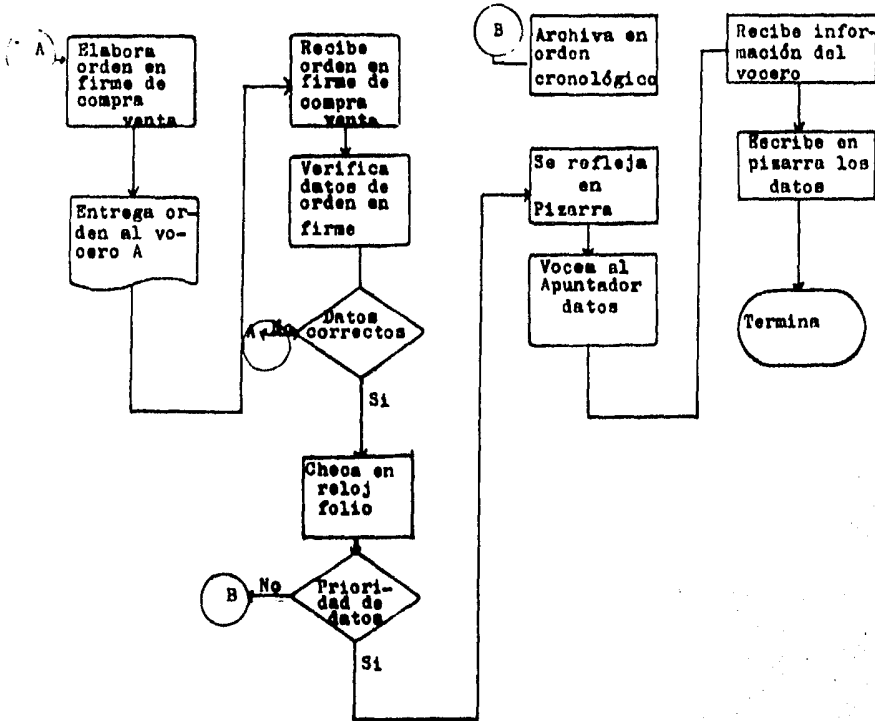 A
Elabora
orden en
firme de
compra
venta
Entrega or-
den al vo-
cero A
Recibe
orden en
firme de
compra
venta
Verifica
datos de
orden en
firme
Datos
correctos
No
A
Si
Checa en
reloj
folio
Priori-
dad de
datos
No
B
Si
B
Archiva en
orden
cronológico
Se refleja
en
Pizarra
Vocea al
Apuntador
datos
Recibe infor-
mación del
vocero
Escribe en
pizarra los
datos
Termina